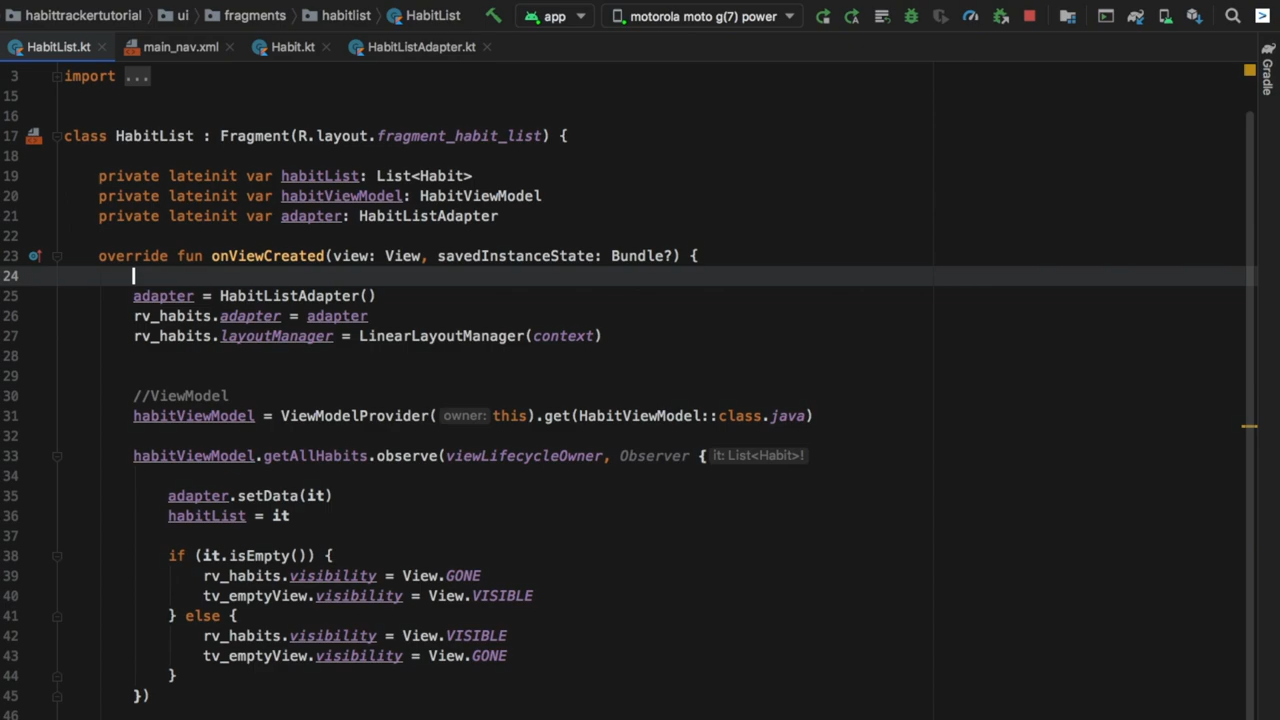 habittrackertutorial ui fragments habitlist HabitList app motorola moto g(7) power
HabitList.kt main_nav.xml Habit.kt HabitListAdapter.kt
Gradle
3 import ...
15
16
17 class HabitList : Fragment(R.layout.fragment_habit_list) {
18
19 private lateinit var habitList: List<Habit>
20 private lateinit var habitViewModel: HabitViewModel
21 private lateinit var adapter: HabitListAdapter
22
23 override fun onViewCreated(view: View, savedInstanceState: Bundle?) {
24
25 adapter = HabitListAdapter()
26 rv_habits.adapter = adapter
27 rv_habits.layoutManager = LinearLayoutManager(context)
28
29
30 //ViewModel
31 habitViewModel = ViewModelProvider( owner: this).get(HabitViewModel::class.java)
32
33 habitViewModel.getAllHabits.observe(viewLifecycleOwner, Observer { it: List<Habit>!
34
35 adapter.setData(it)
36 habitList = it
37
38 if (it.isEmpty()) {
39 rv_habits.visibility = View.GONE
40 tv_emptyView.visibility = View.VISIBLE
41 } else {
42 rv_habits.visibility = View.VISIBLE
43 tv_emptyView.visibility = View.GONE
44 }
45 })
46